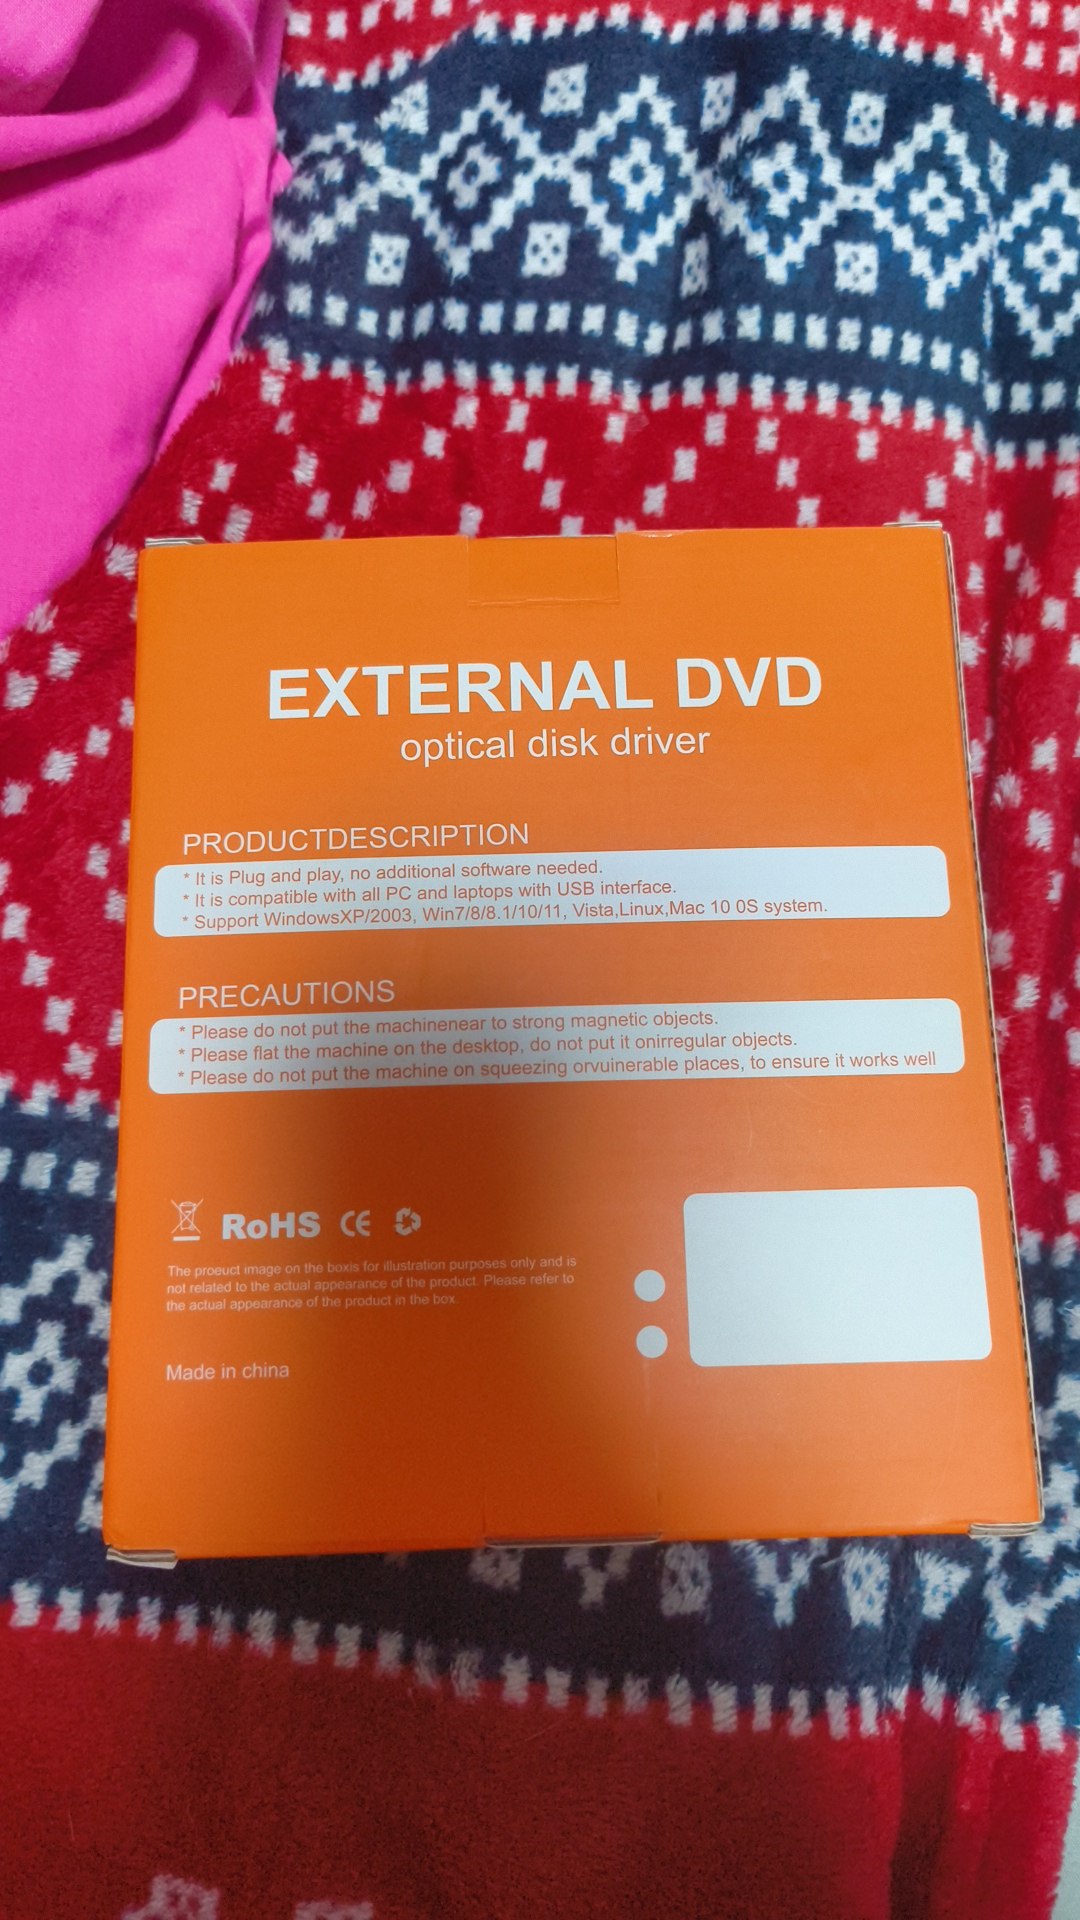 EXTERNAL DVD
optical disk driver
PRODUCTDESCRIPTION
* It is Plug and play, no additional software needed.
* It is compatible with all PC and laptops with USB interface.
* Support WindowsXP/2003, Win7/8/8.1/10/11, Vista,Linux,Mac 10 0S system.
PRECAUTIONS
* Please do not put the machinenear to strong magnetic objects.
* Please flat the machine on the desktop, do not put it onirregular objects.
* Please do not put the machine on squeezing orvuinerable places, to ensure it works well
RoHS CE
The proeuct image on the boxis for illustration purposes only and is
not related to the actual appearance of the product. Please refer to
the actual appearance of the product in the box.
Made in china